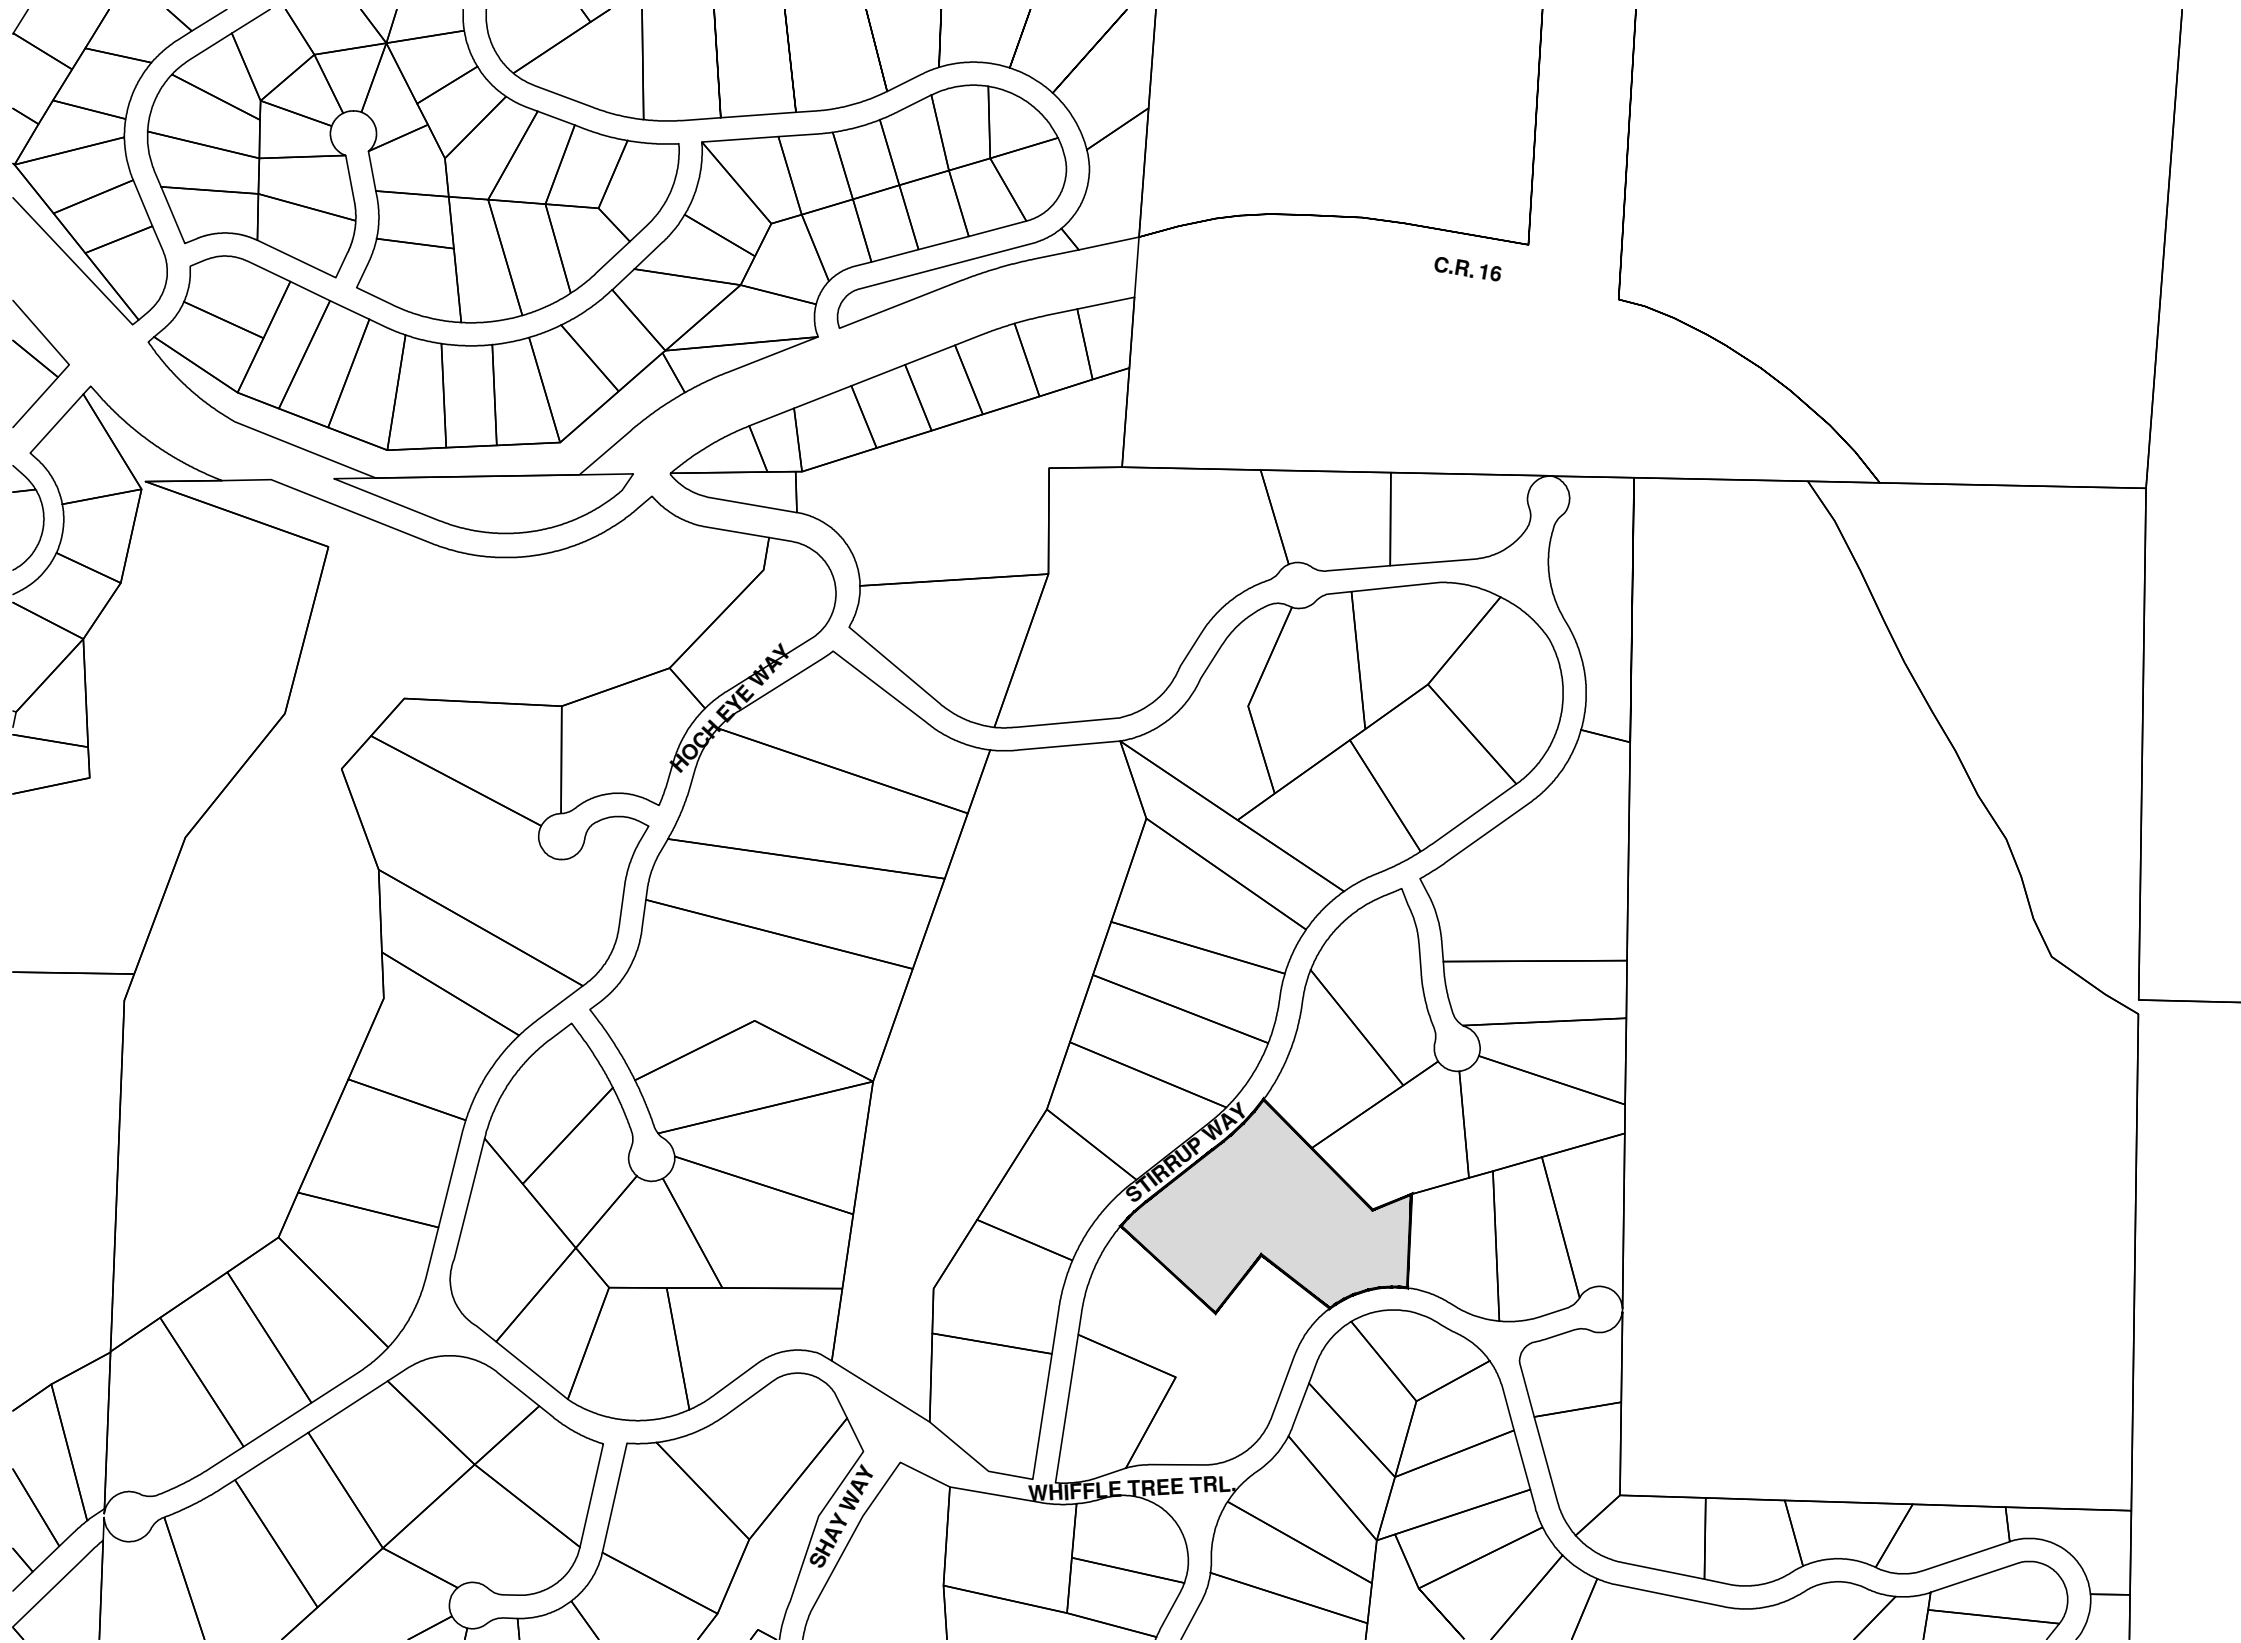 C.R. 16
HOCH EYE WAY
STIRRUP WAY
WHIFFLE TREE TRL.
SHAY WAY